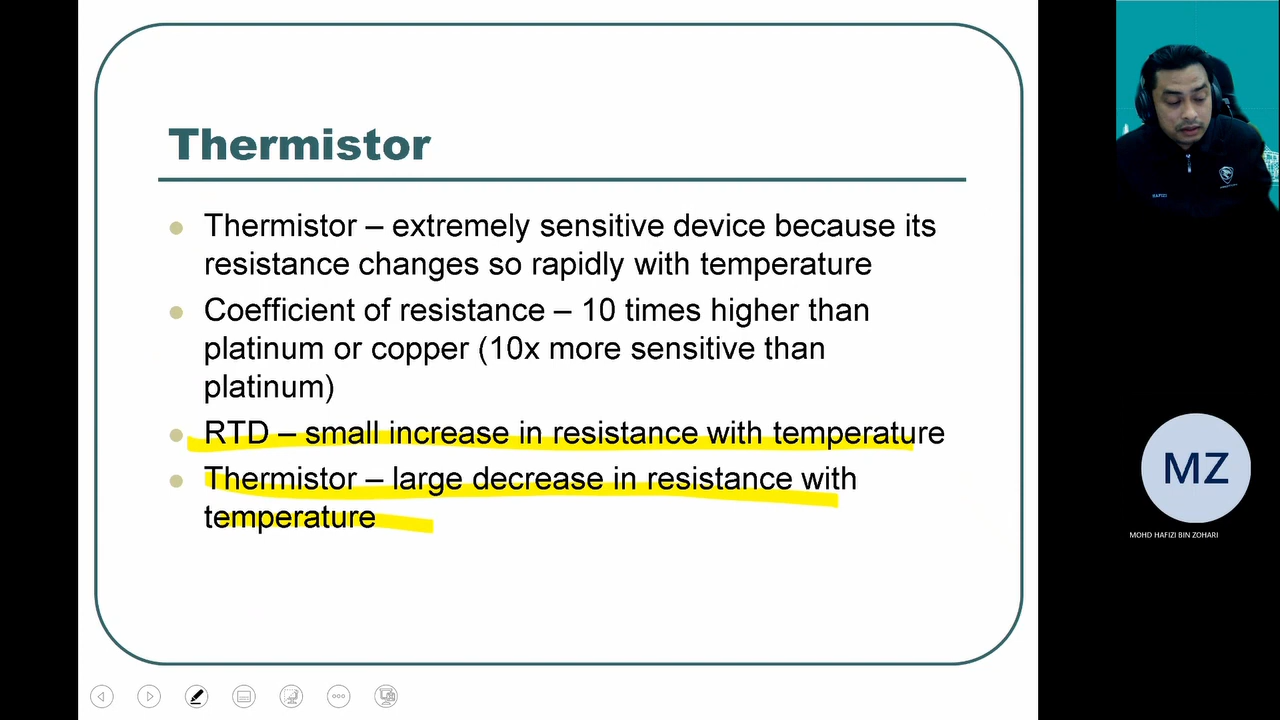 Thermistor
Thermistor – extremely sensitive device because its
resistance changes so rapidly with temperature
Coefficient of resistance – 10 times higher than
platinum or copper (10x more sensitive than
platinum)
RTD – small increase in resistance with temperature
Thermistor – large decrease in resistance with
temperature
HAFIZI
MZ
MOHD HAFIZI BIN ZOHARI